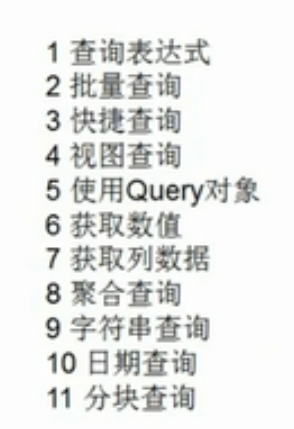 1 查询表达式
2 批量查询
3 快捷查询
4 视图查询
5 使用Query对象
6 获取数值
7 获取列数据
8 聚合查询
9 字符串查询
10 日期查询
11 分块查询